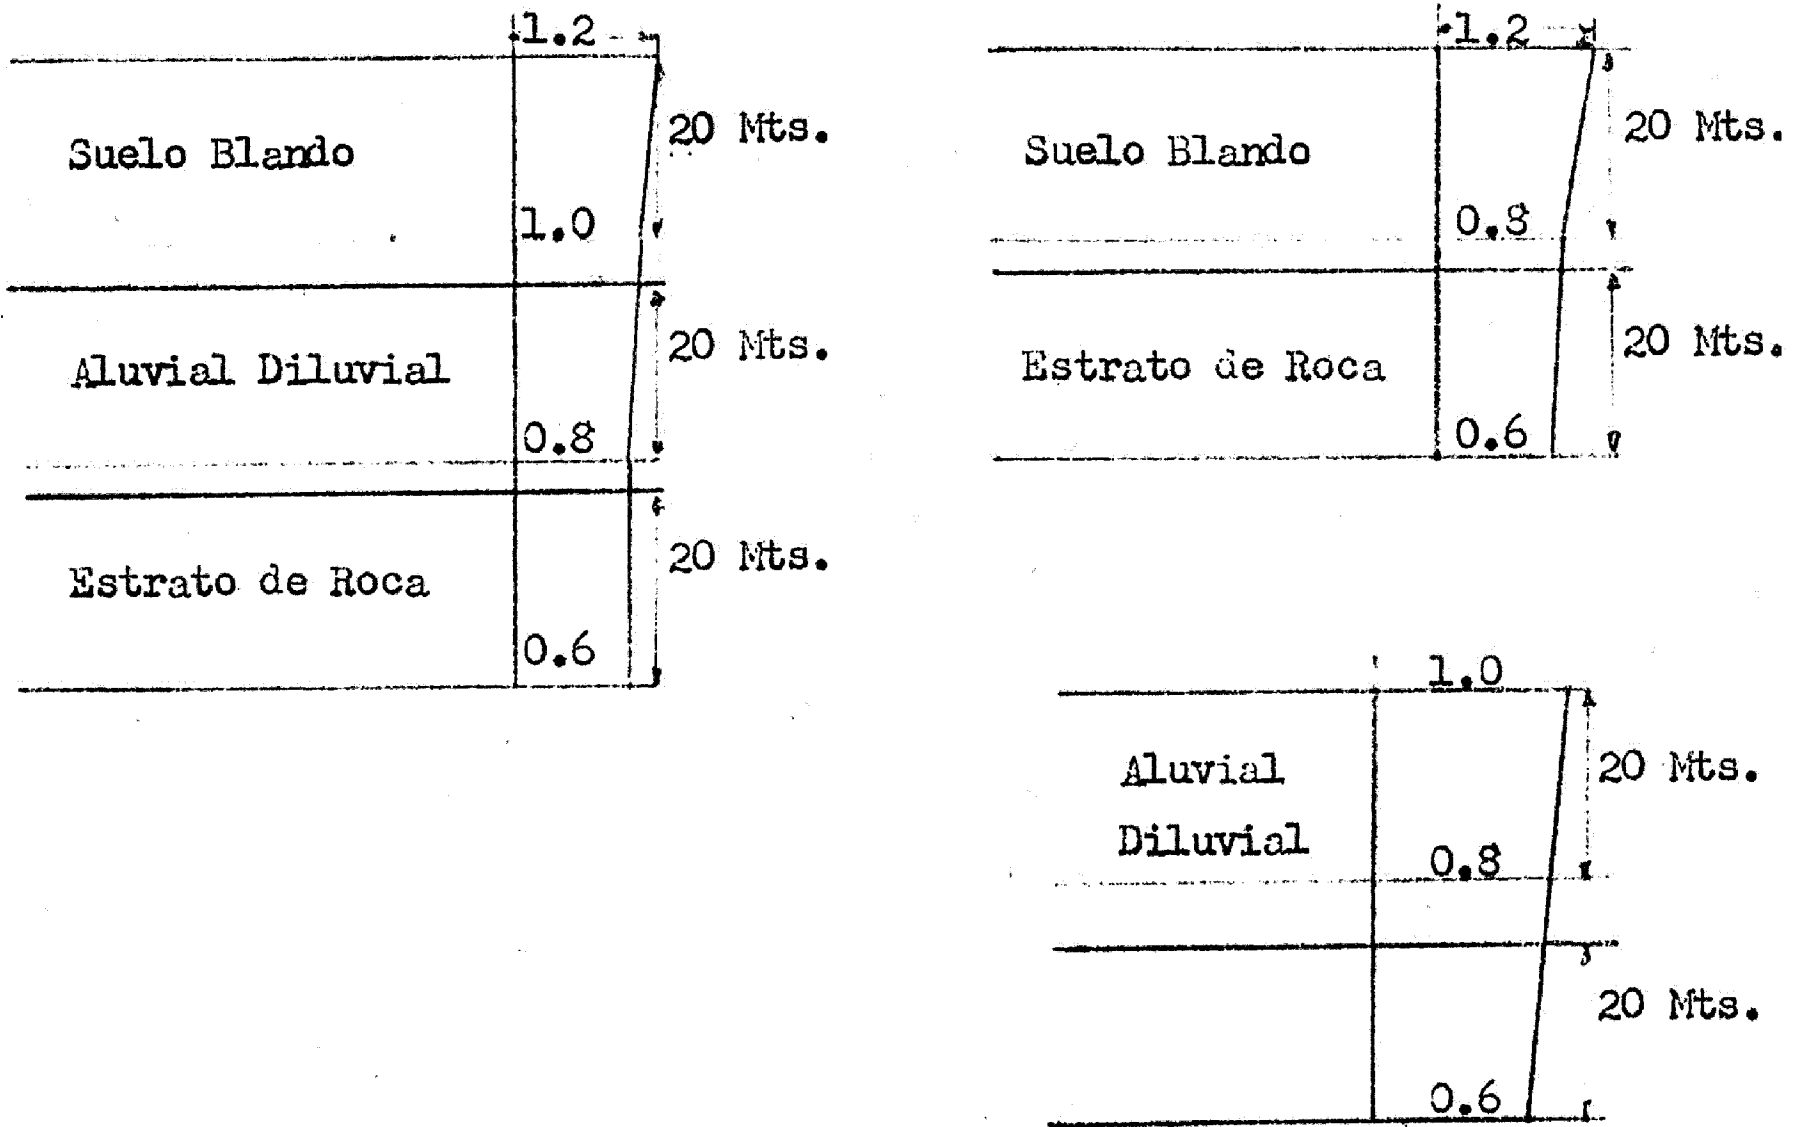 1.2
Suelo Blando
20 Mts.
1.0
Aluvial Diluvial
20 Mts.
0.8
Estrato de Roca
20 Mts.
0.6
1.2
Suelo Blando
20 Mts.
0.8
Estrato de Roca
20 Mts.
0.6
1.0
Aluvial
Diluvial
20 Mts.
0.8
20 Mts.
0.6